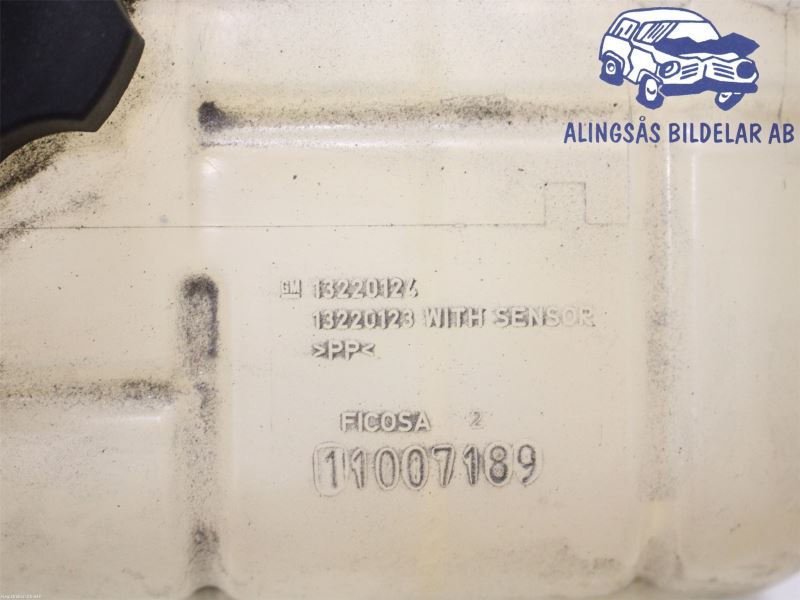 ALINGSÅS BILDELAR AB
GM 13220124
13220123 WITH SENSOR
>PP<
FICOSA 2
11007189